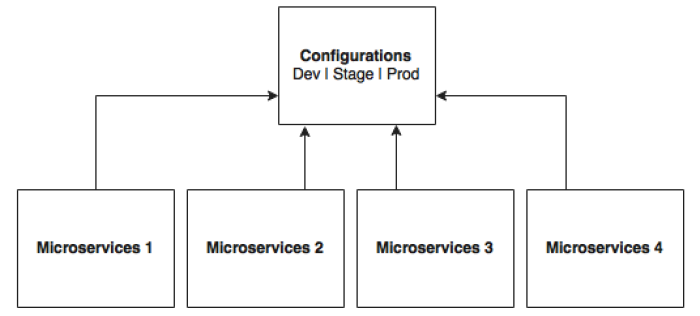 Configurations
Dev | Stage | Prod
Microservices 1
Microservices 2
Microservices 3
Microservices 4